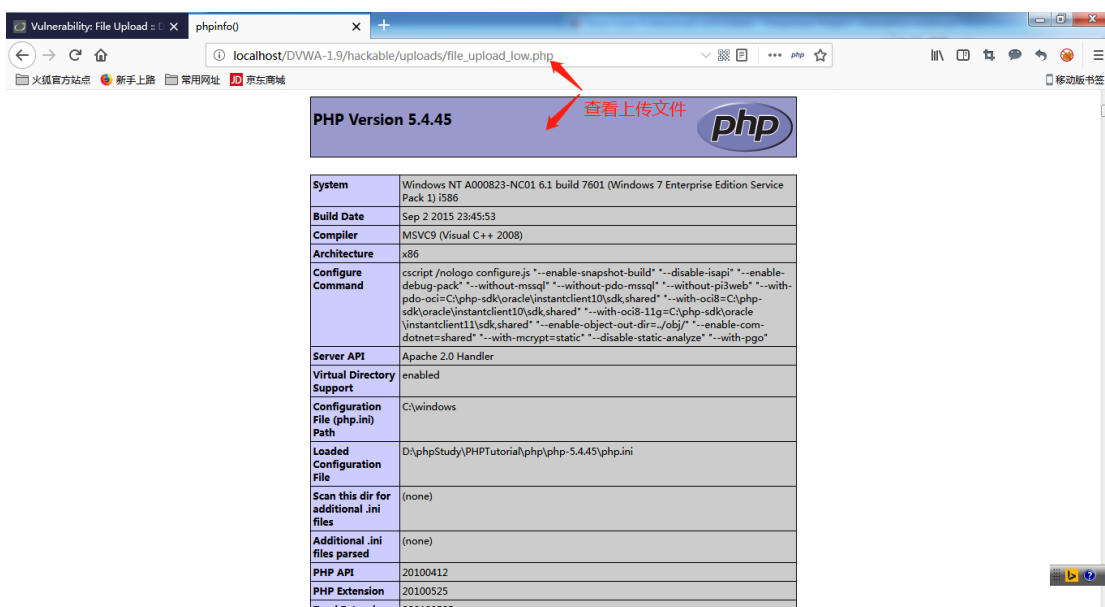 Vulnerability: File Upload :: D
phpinfo()
localhost/DVWA-1.9/hackable/uploads/file_upload_low.php
php
火狐官方站点 新手上路 常用网址 JD 京东商城
移动版书签
PHP Version 5.4.45
查看上传文件
php
System Windows NT A000823-NC01 6.1 build 7601 (Windows 7 Enterprise Edition Service
Pack 1) i586
Build Date Sep 2 2015 23:45:53
Compiler MSVC9 (Visual C++ 2008)
Architecture x86
Configure cscript /nologo configure.js "--enable-snapshot-build" "--disable-isapi" "--enable-
Command debug-pack" "--without-mssql" "--without-pdo-mssql" "--without-pi3web" "--with-
pdo-oci=C:\php-sdk\oracle\instantclient10\sdk,shared" "--with-oci8=C:\php-
sdk\oracle\instantclient10\sdk,shared" "--with-oci8-11g=C:\php-sdk\oracle
\instantclient11\sdk,shared" "--enable-object-out-dir=../obj/" "--enable-com-
dotnet=shared" "--with-mcrypt=static" "--disable-static-analyze" "--with-pgo"
Server API Apache 2.0 Handler
Virtual Directory enabled
Support
Configuration C:\windows
File (php.ini)
Path
Loaded D:\phpStudy\PHPTutorial\php\php-5.4.45\php.ini
Configuration
File
Scan this dir for (none)
additional .ini
files
Additional .ini (none)
files parsed
PHP API 20100412
PHP Extension 20100525